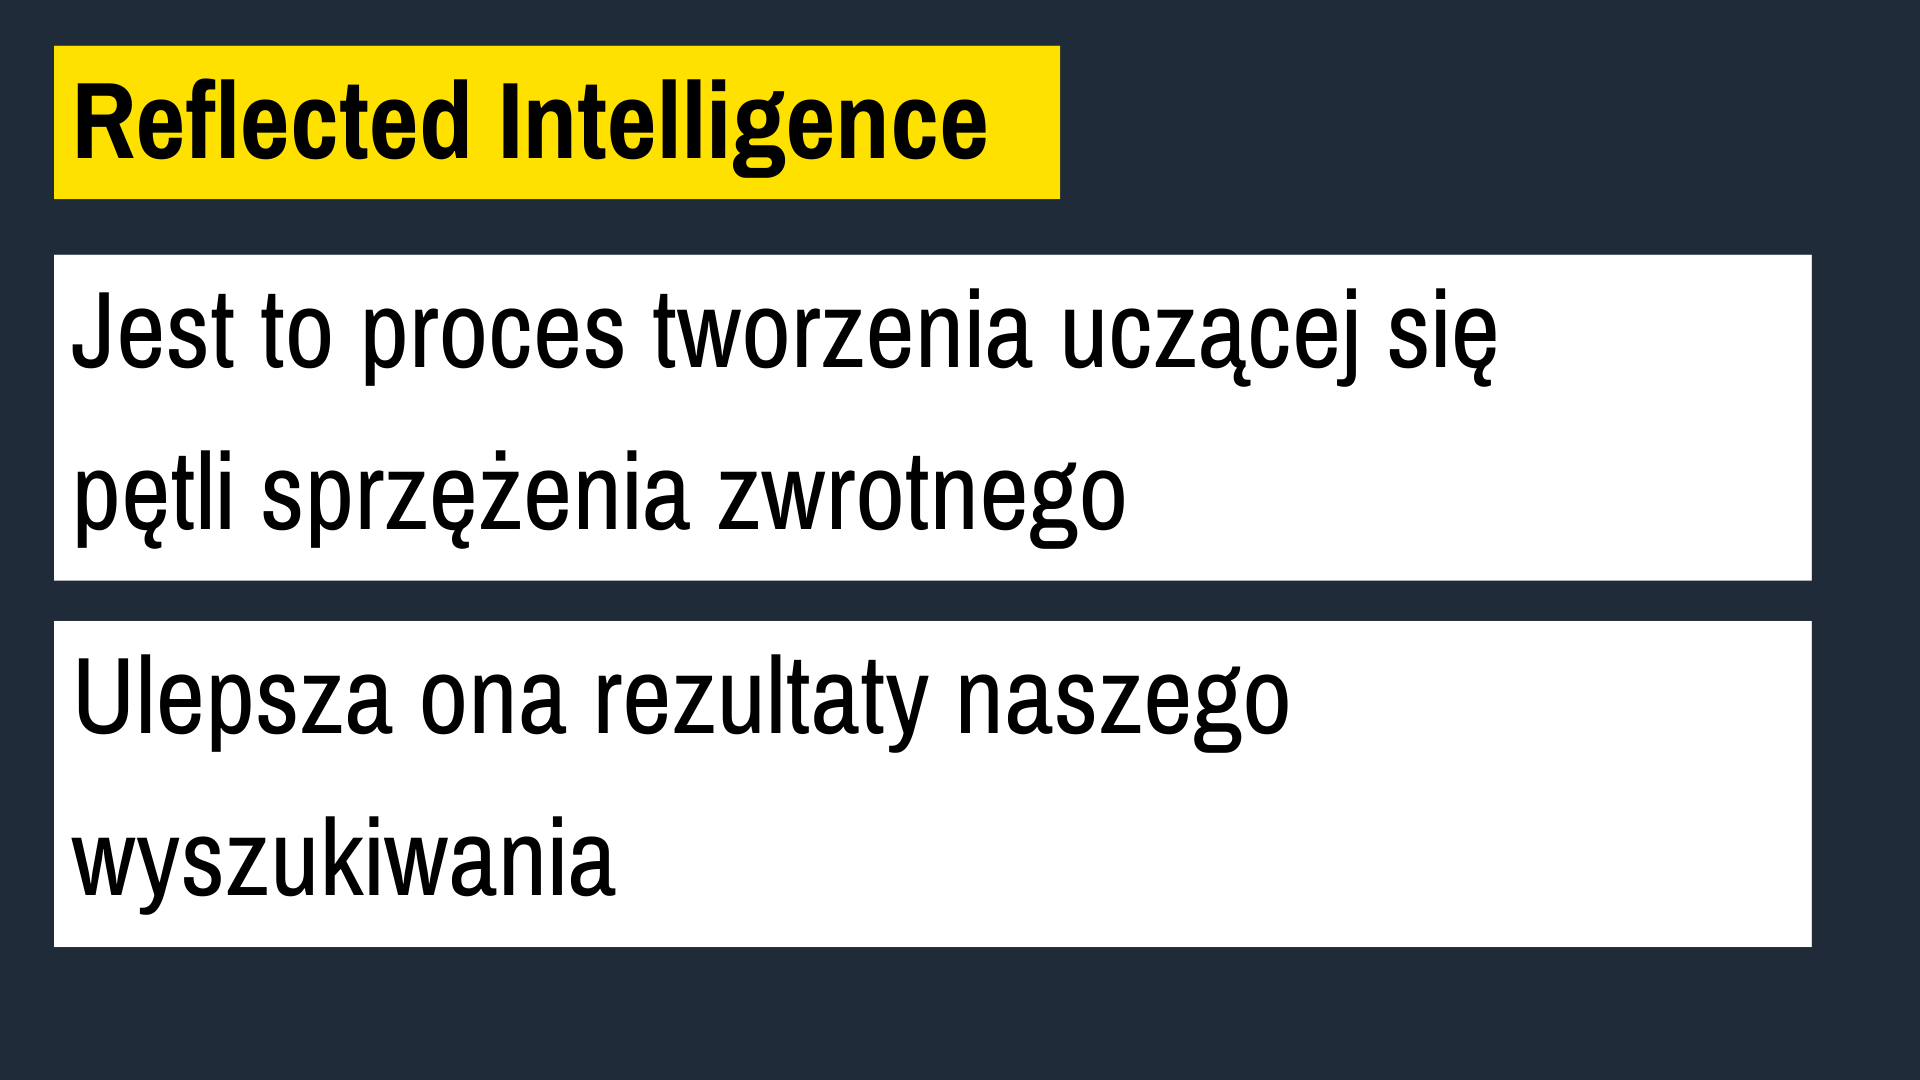 Reflected Intelligence
Jest to proces tworzenia uczącej się
pętli sprzężenia zwrotnego
Ulepsza ona rezultaty naszego
wyszukiwania